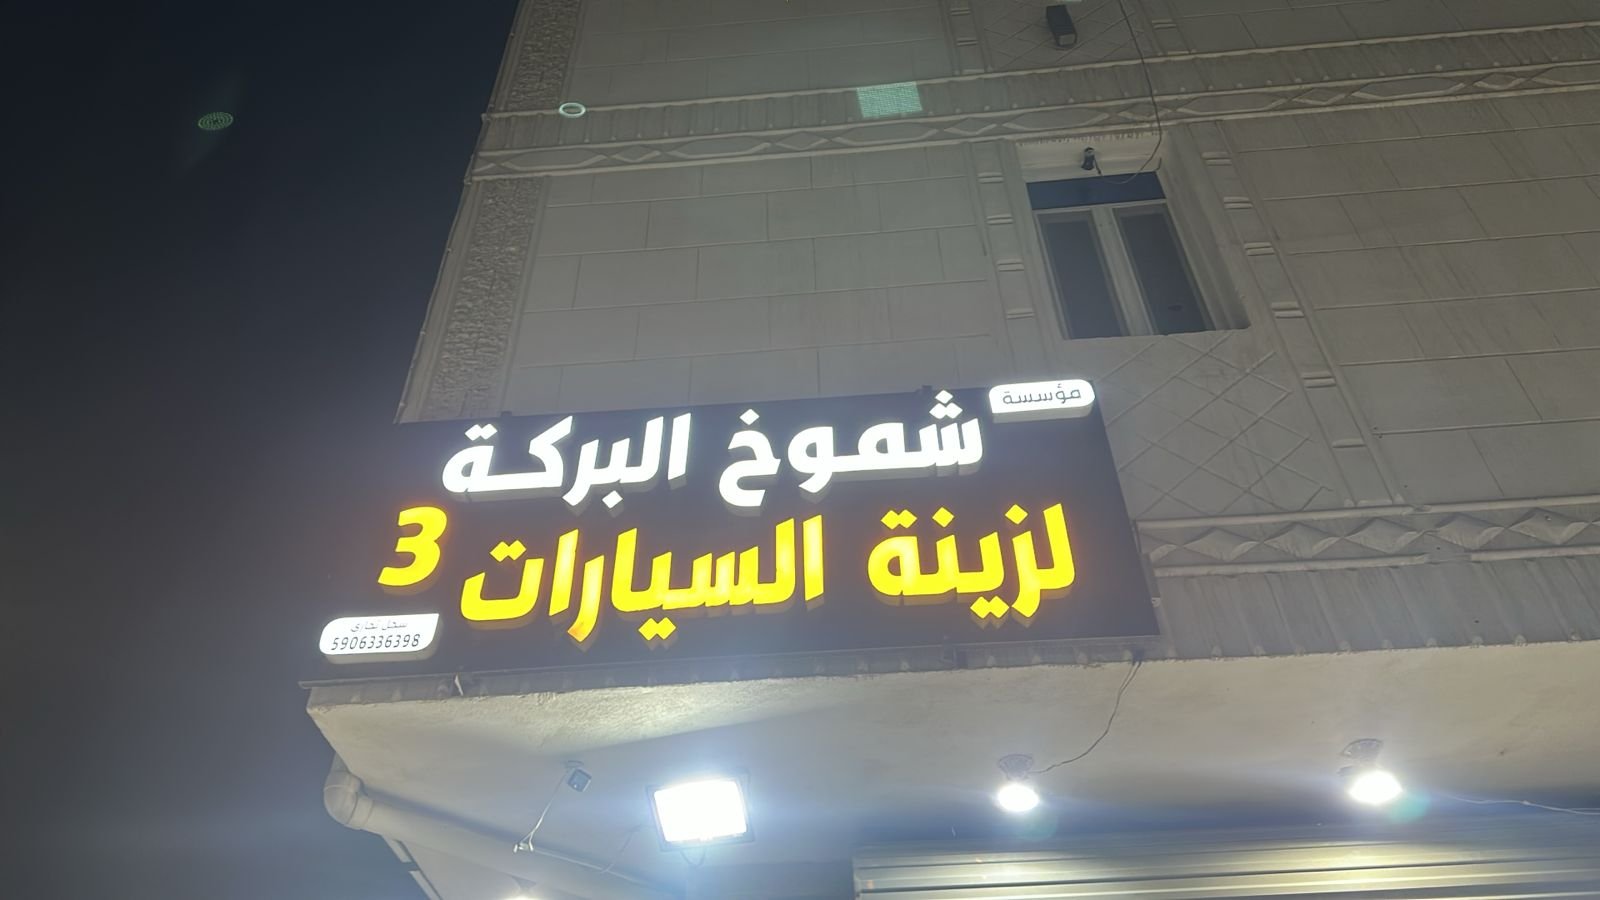 مؤسسة
شموخ البركة
لزينة السيارات 3
سجل تجاري
5906336398